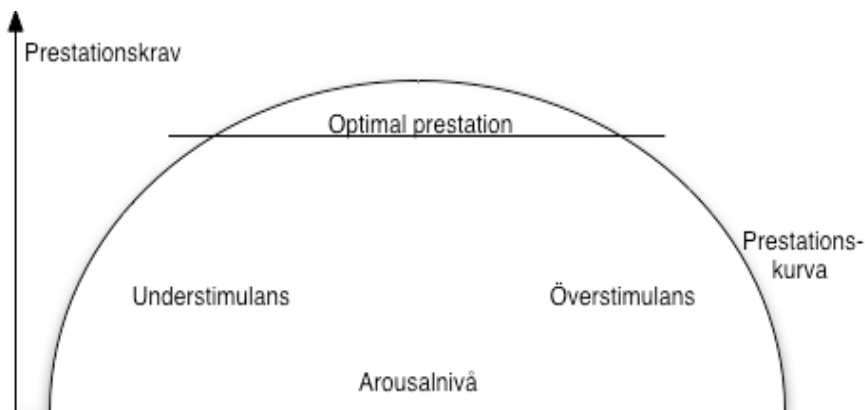 Prestationskrav
Optimal prestation
Prestations-
kurva
Understimulans
Överstimulans
Arousalnivå